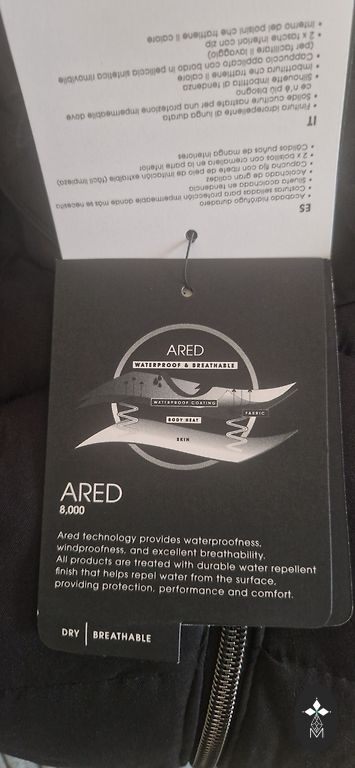 ES
• Acabado hidrófugo duradero
• Costuras selladas para protección impermeable donde más se necesita
• Silueta acolchada en tendencia
• Acolchado de gran calidez
• Capucha fija con ribete de pelo de imitación extraíble (fácil limpieza)
• 2 x bolsillos con cremallera en la parte inferior
• Cálidos puños de manga interiores
IT
• Finitura idrorepellente di lunga durata
• Solide cuciture nastrate per una protezione impermeabile dove
ce n'è più bisogno
• Silhouette imbottita di tendenza
• Imbottitura che trattiene il calore
• Cappuccio applicato con bordo in pelliccia sintetica rimovibile
(per facilitare il lavaggio)
• 2 x tasche inferiori con zip
• interno dei polsini che trattiene il calore
ARED
WATERPROOF & BREATHABLE
WATERPROOF COATING
FABRIC
BODY HEAT
SKIN
ARED
8,000
Ared technology provides waterproofness,
windproofness, and excellent breathability.
All products are treated with durable water repellent
finish that helps repel water from the surface,
providing protection, performance and comfort.
DRY | BREATHABLE
M